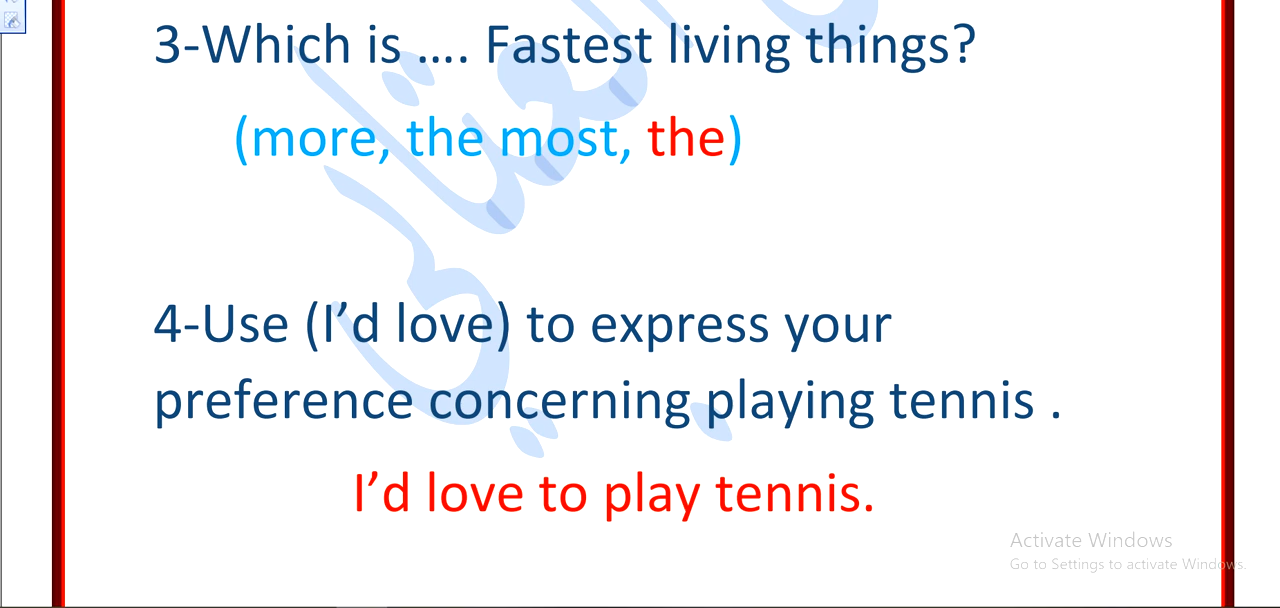 3-Which is .... Fastest living things?
(more, the most, the)
4-Use (I’d love) to express your
preference concerning playing tennis .
I’d love to play tennis.
Activate Windows
Go to Settings to activate Windows.